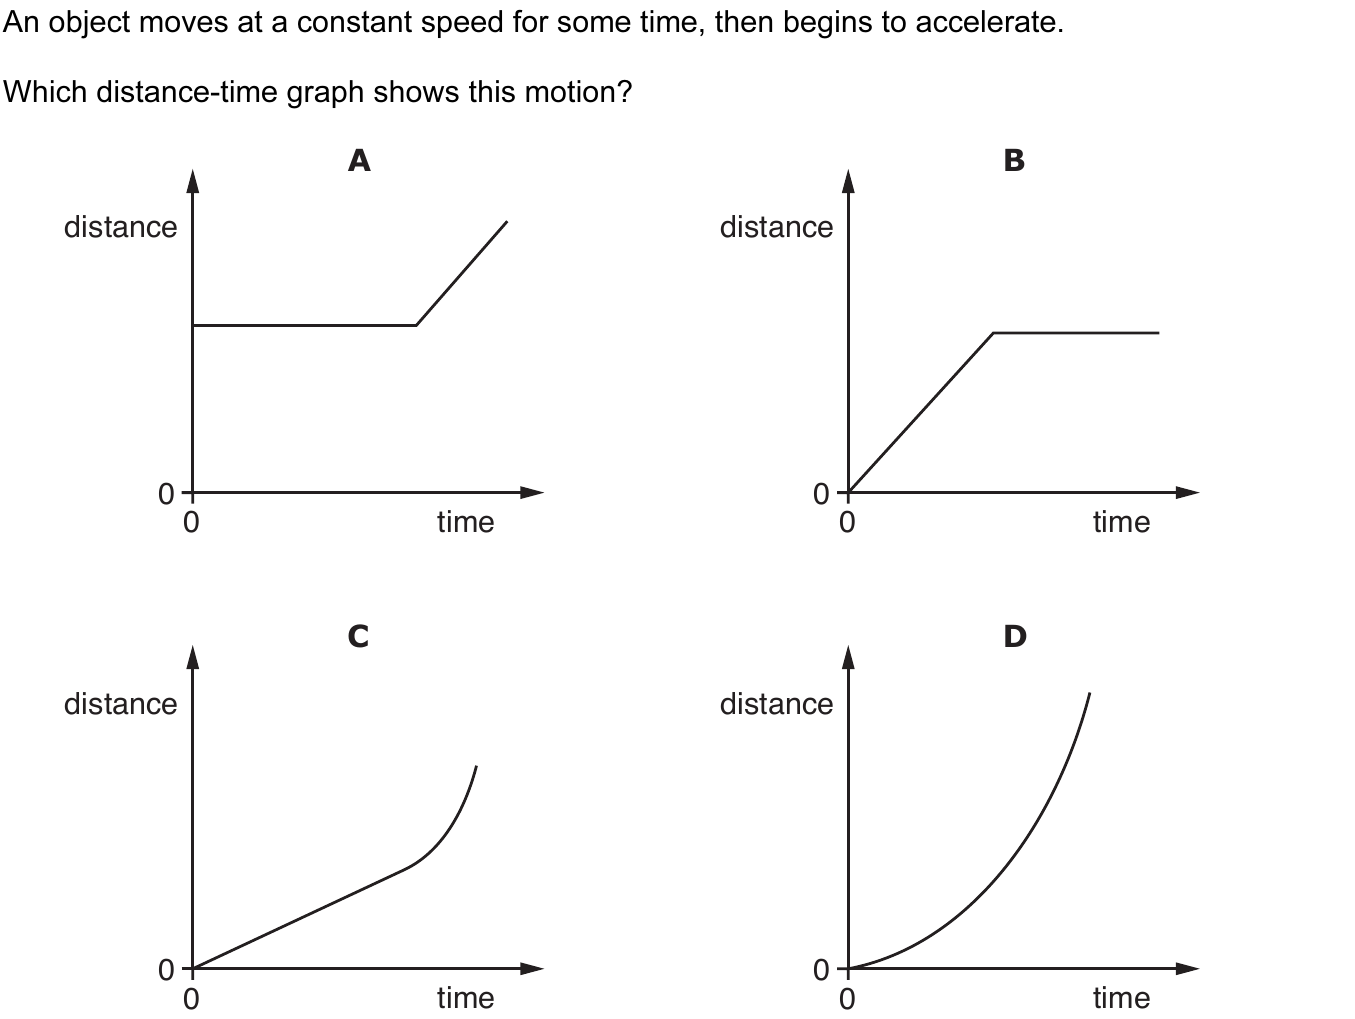 An object moves at a constant speed for some time, then begins to accelerate.
Which distance-time graph shows this motion?
A
distance
0
0
time
B
distance
0
0
time
C
distance
0
0
time
D
distance
0
0
time